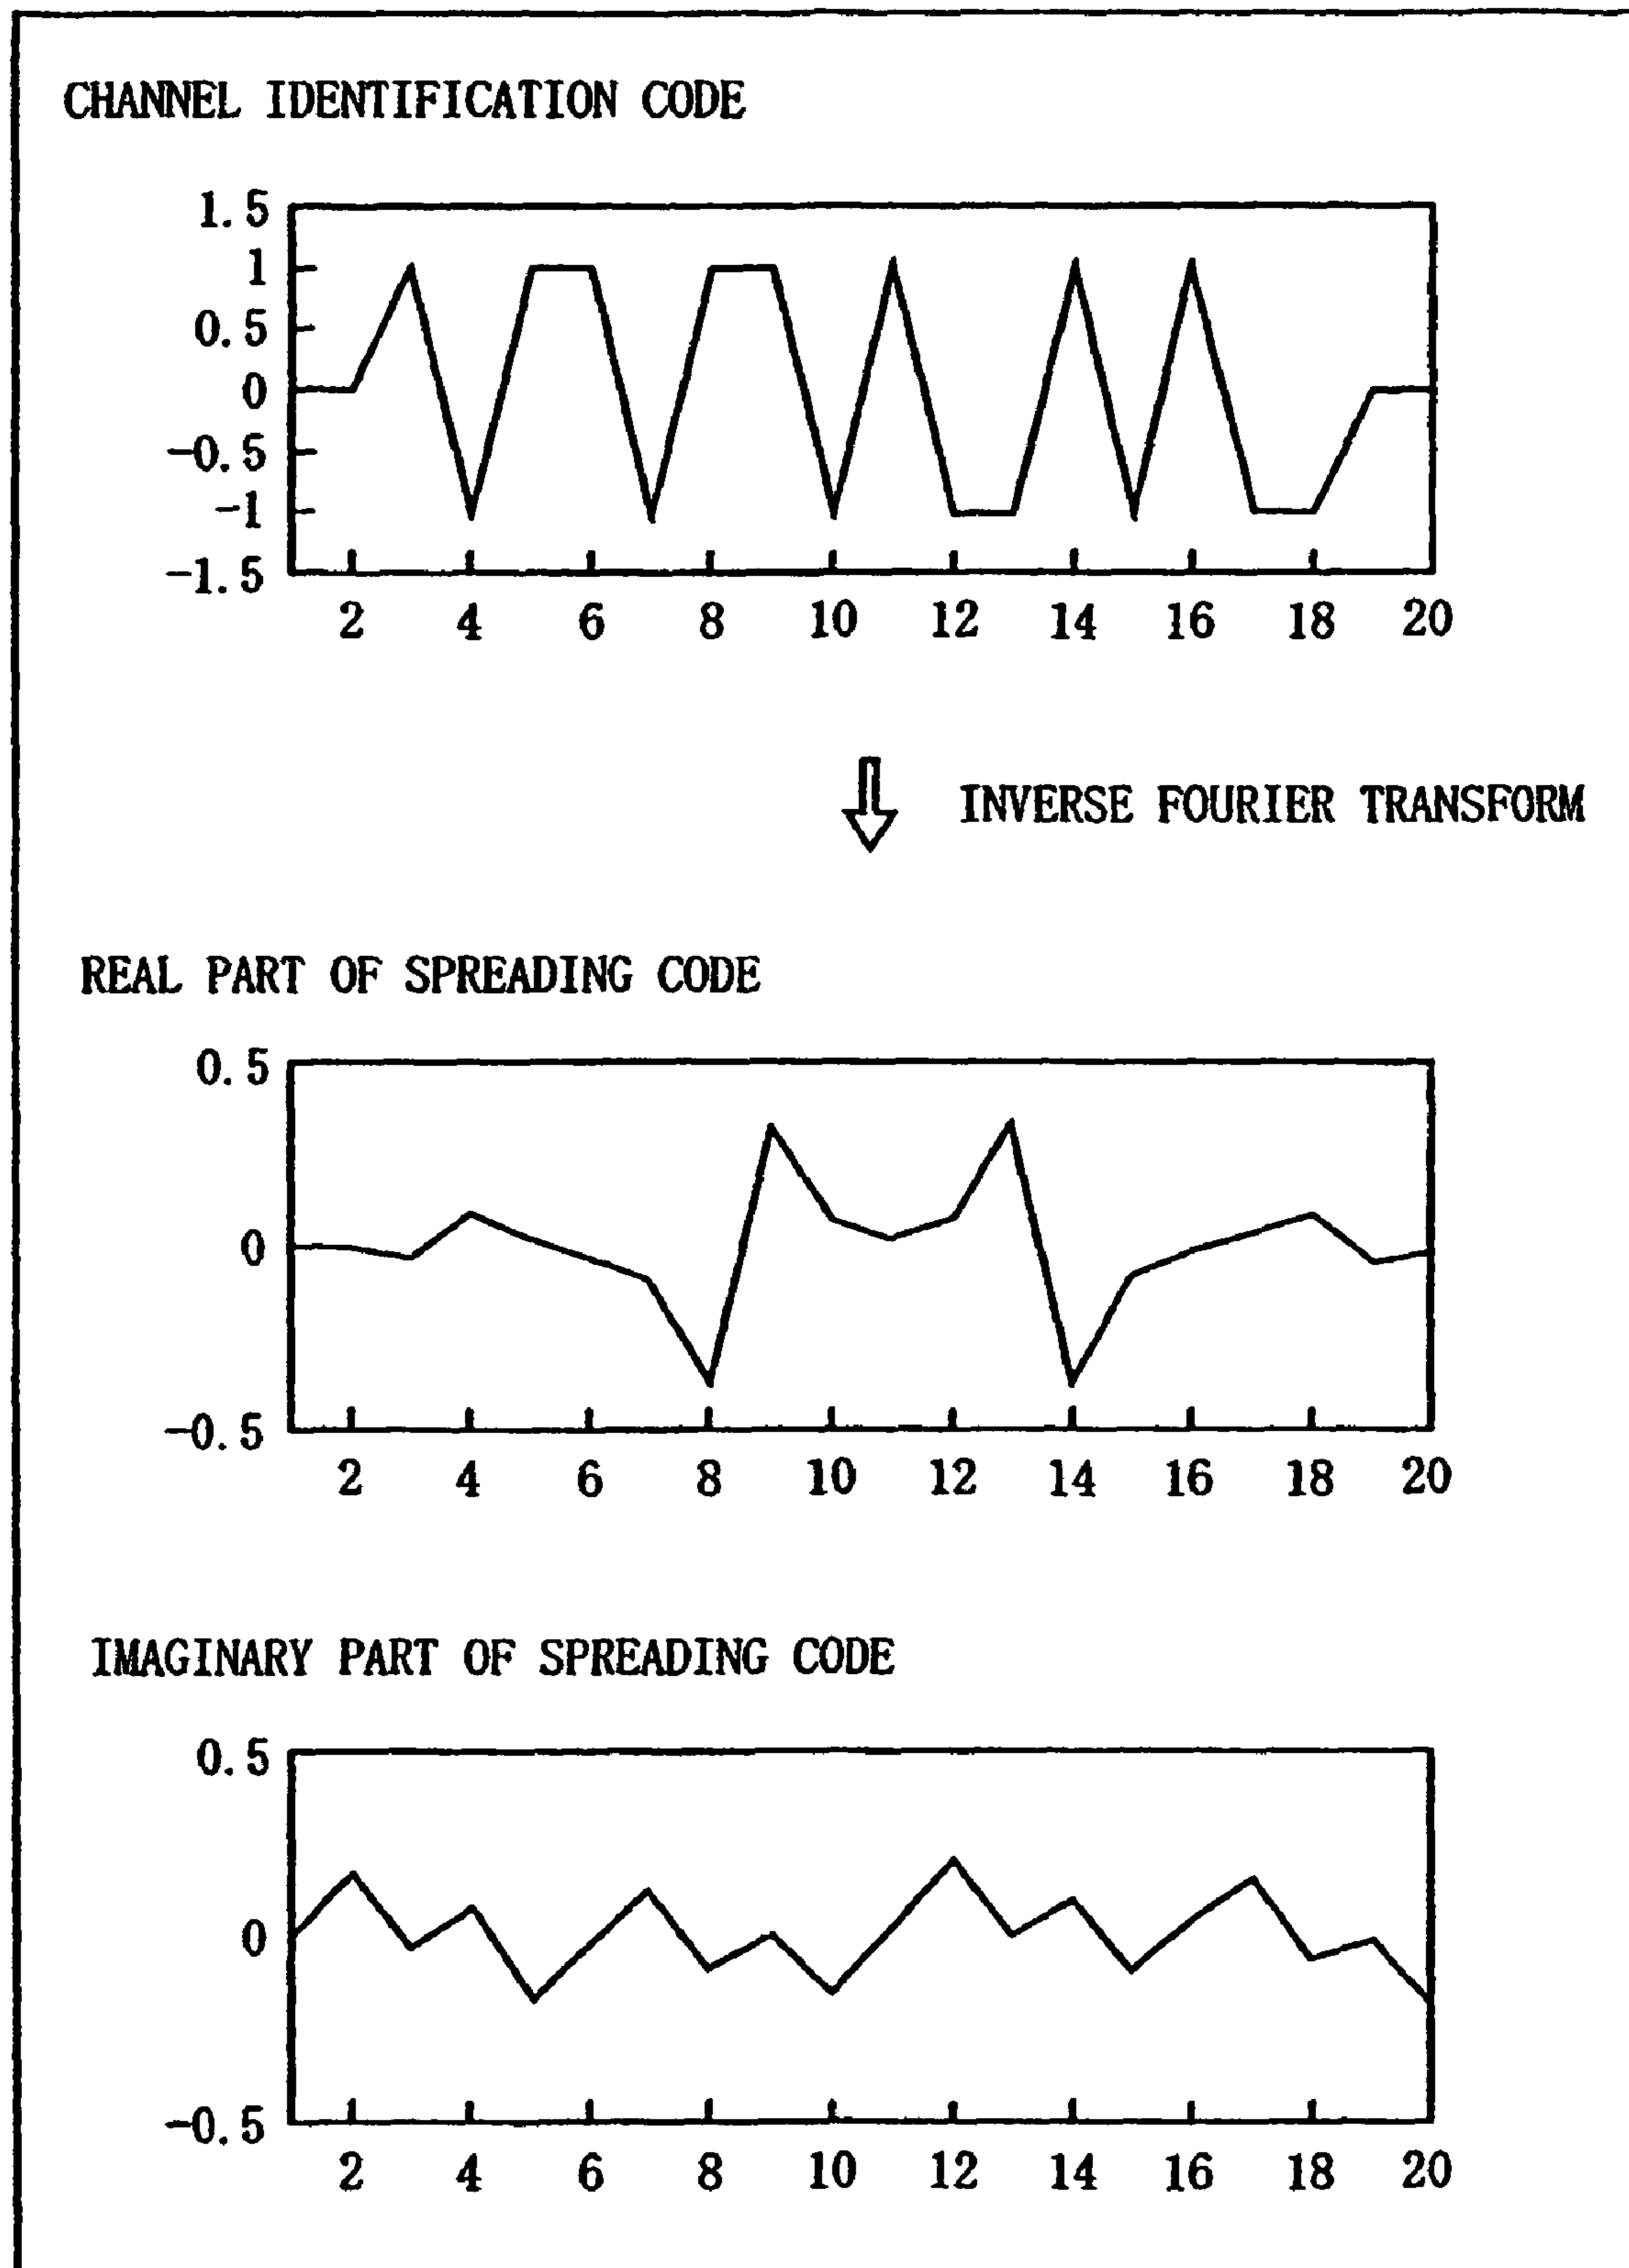 CHANNEL IDENTIFICATION CODE
1.5
1
0.5
0
-0.5
-1
-1.5
2 4 6 8 10 12 14 16 18 20
INVERSE FOURIER TRANSFORM
REAL PART OF SPREADING CODE
0.5
0
-0.5
2 4 6 8 10 12 14 16 18 20
IMAGINARY PART OF SPREADING CODE
0.5
0
-0.5
2 4 6 8 10 12 14 16 18 20